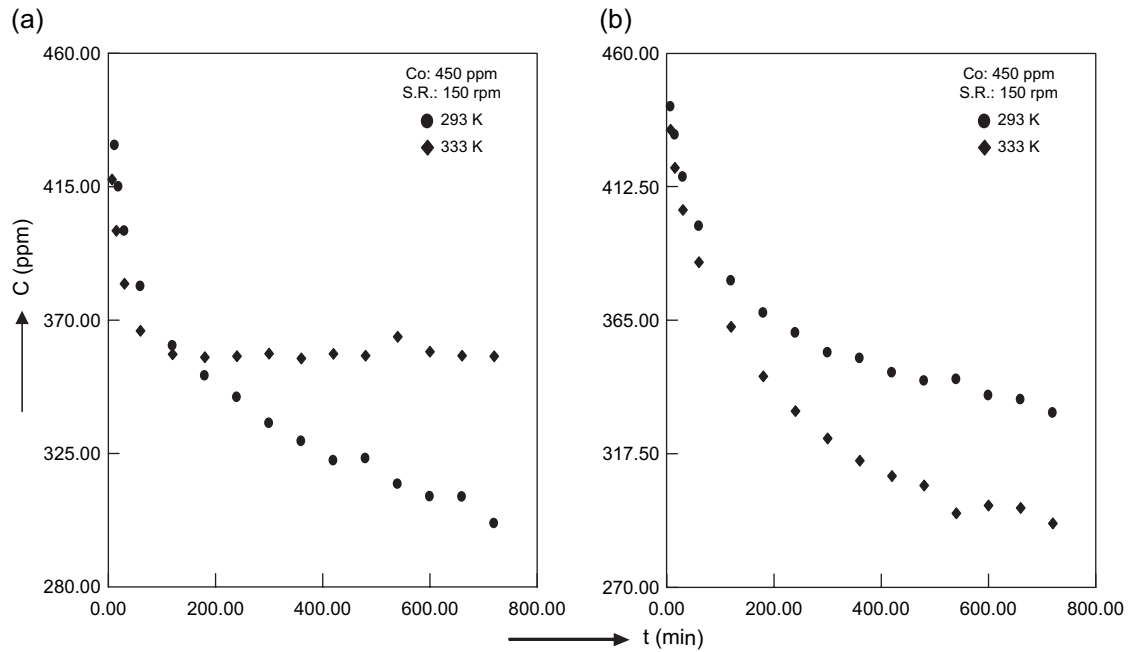 (a)
460.00
415.00
370.00
325.00
280.00
0.00 200.00 400.00 600.00 800.00
C (ppm)
Co: 450 ppm
S.R.: 150 rpm
293 K
333 K
(b)
460.00
412.50
365.00
317.50
270.00
0.00 200.00 400.00 600.00 800.00
Co: 450 ppm
S.R.: 150 rpm
293 K
333 K
t (min)